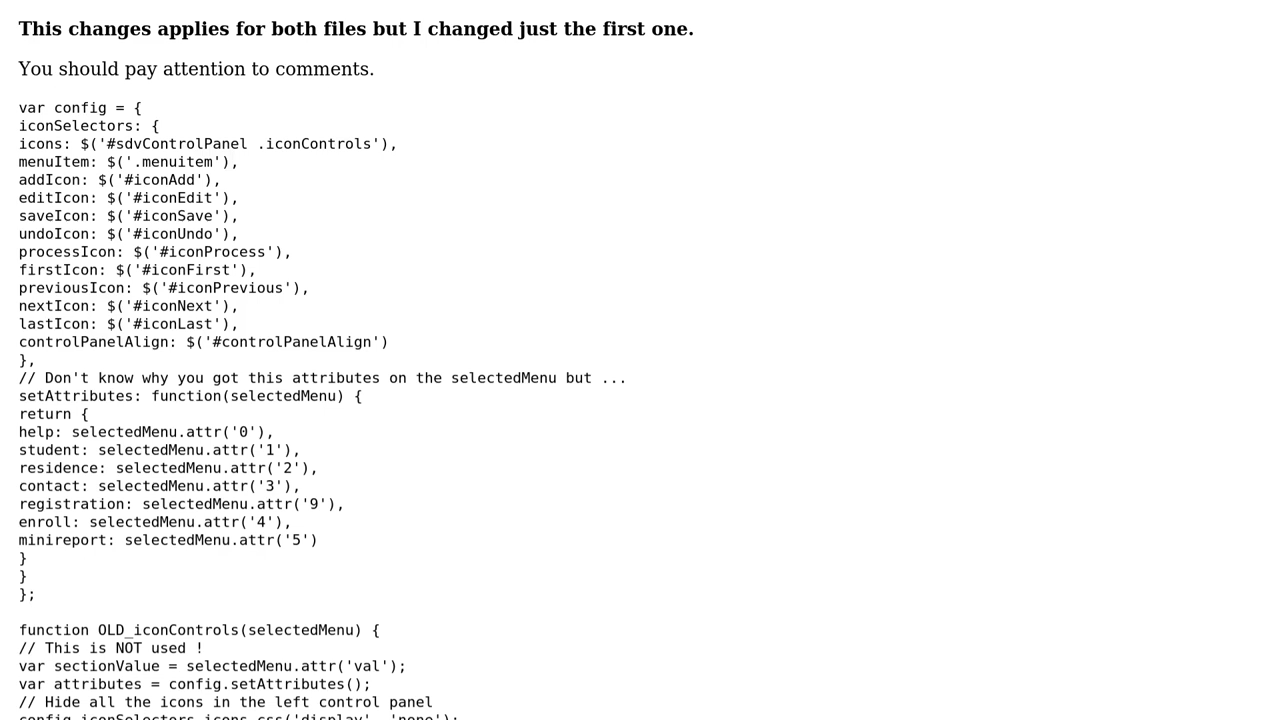 This changes applies for both files but I changed just the first one.
You should pay attention to comments.
var config = {
iconSelectors: {
icons: $('#sdvControlPanel .iconControls'),
menuItem: $('.menuitem'),
addIcon: $('#iconAdd'),
editIcon: $('#iconEdit'),
saveIcon: $('#iconSave'),
undoIcon: $('#iconUndo'),
processIcon: $('#iconProcess'),
firstIcon: $('#iconFirst'),
previousIcon: $('#iconPrevious'),
nextIcon: $('#iconNext'),
lastIcon: $('#iconLast'),
controlPanelAlign: $('#controlPanelAlign')
},
// Don't know why you got this attributes on the selectedMenu but ...
setAttributes: function(selectedMenu) {
return {
help: selectedMenu.attr('0'),
student: selectedMenu.attr('1'),
residence: selectedMenu.attr('2'),
contact: selectedMenu.attr('3'),
registration: selectedMenu.attr('9'),
enroll: selectedMenu.attr('4'),
minireport: selectedMenu.attr('5')
}
}
};
function OLD_iconControls(selectedMenu) {
// This is NOT used !
var sectionValue = selectedMenu.attr('val');
var attributes = config.setAttributes();
// Hide all the icons in the left control panel
config.iconSelectors.icons.css('display', 'none');